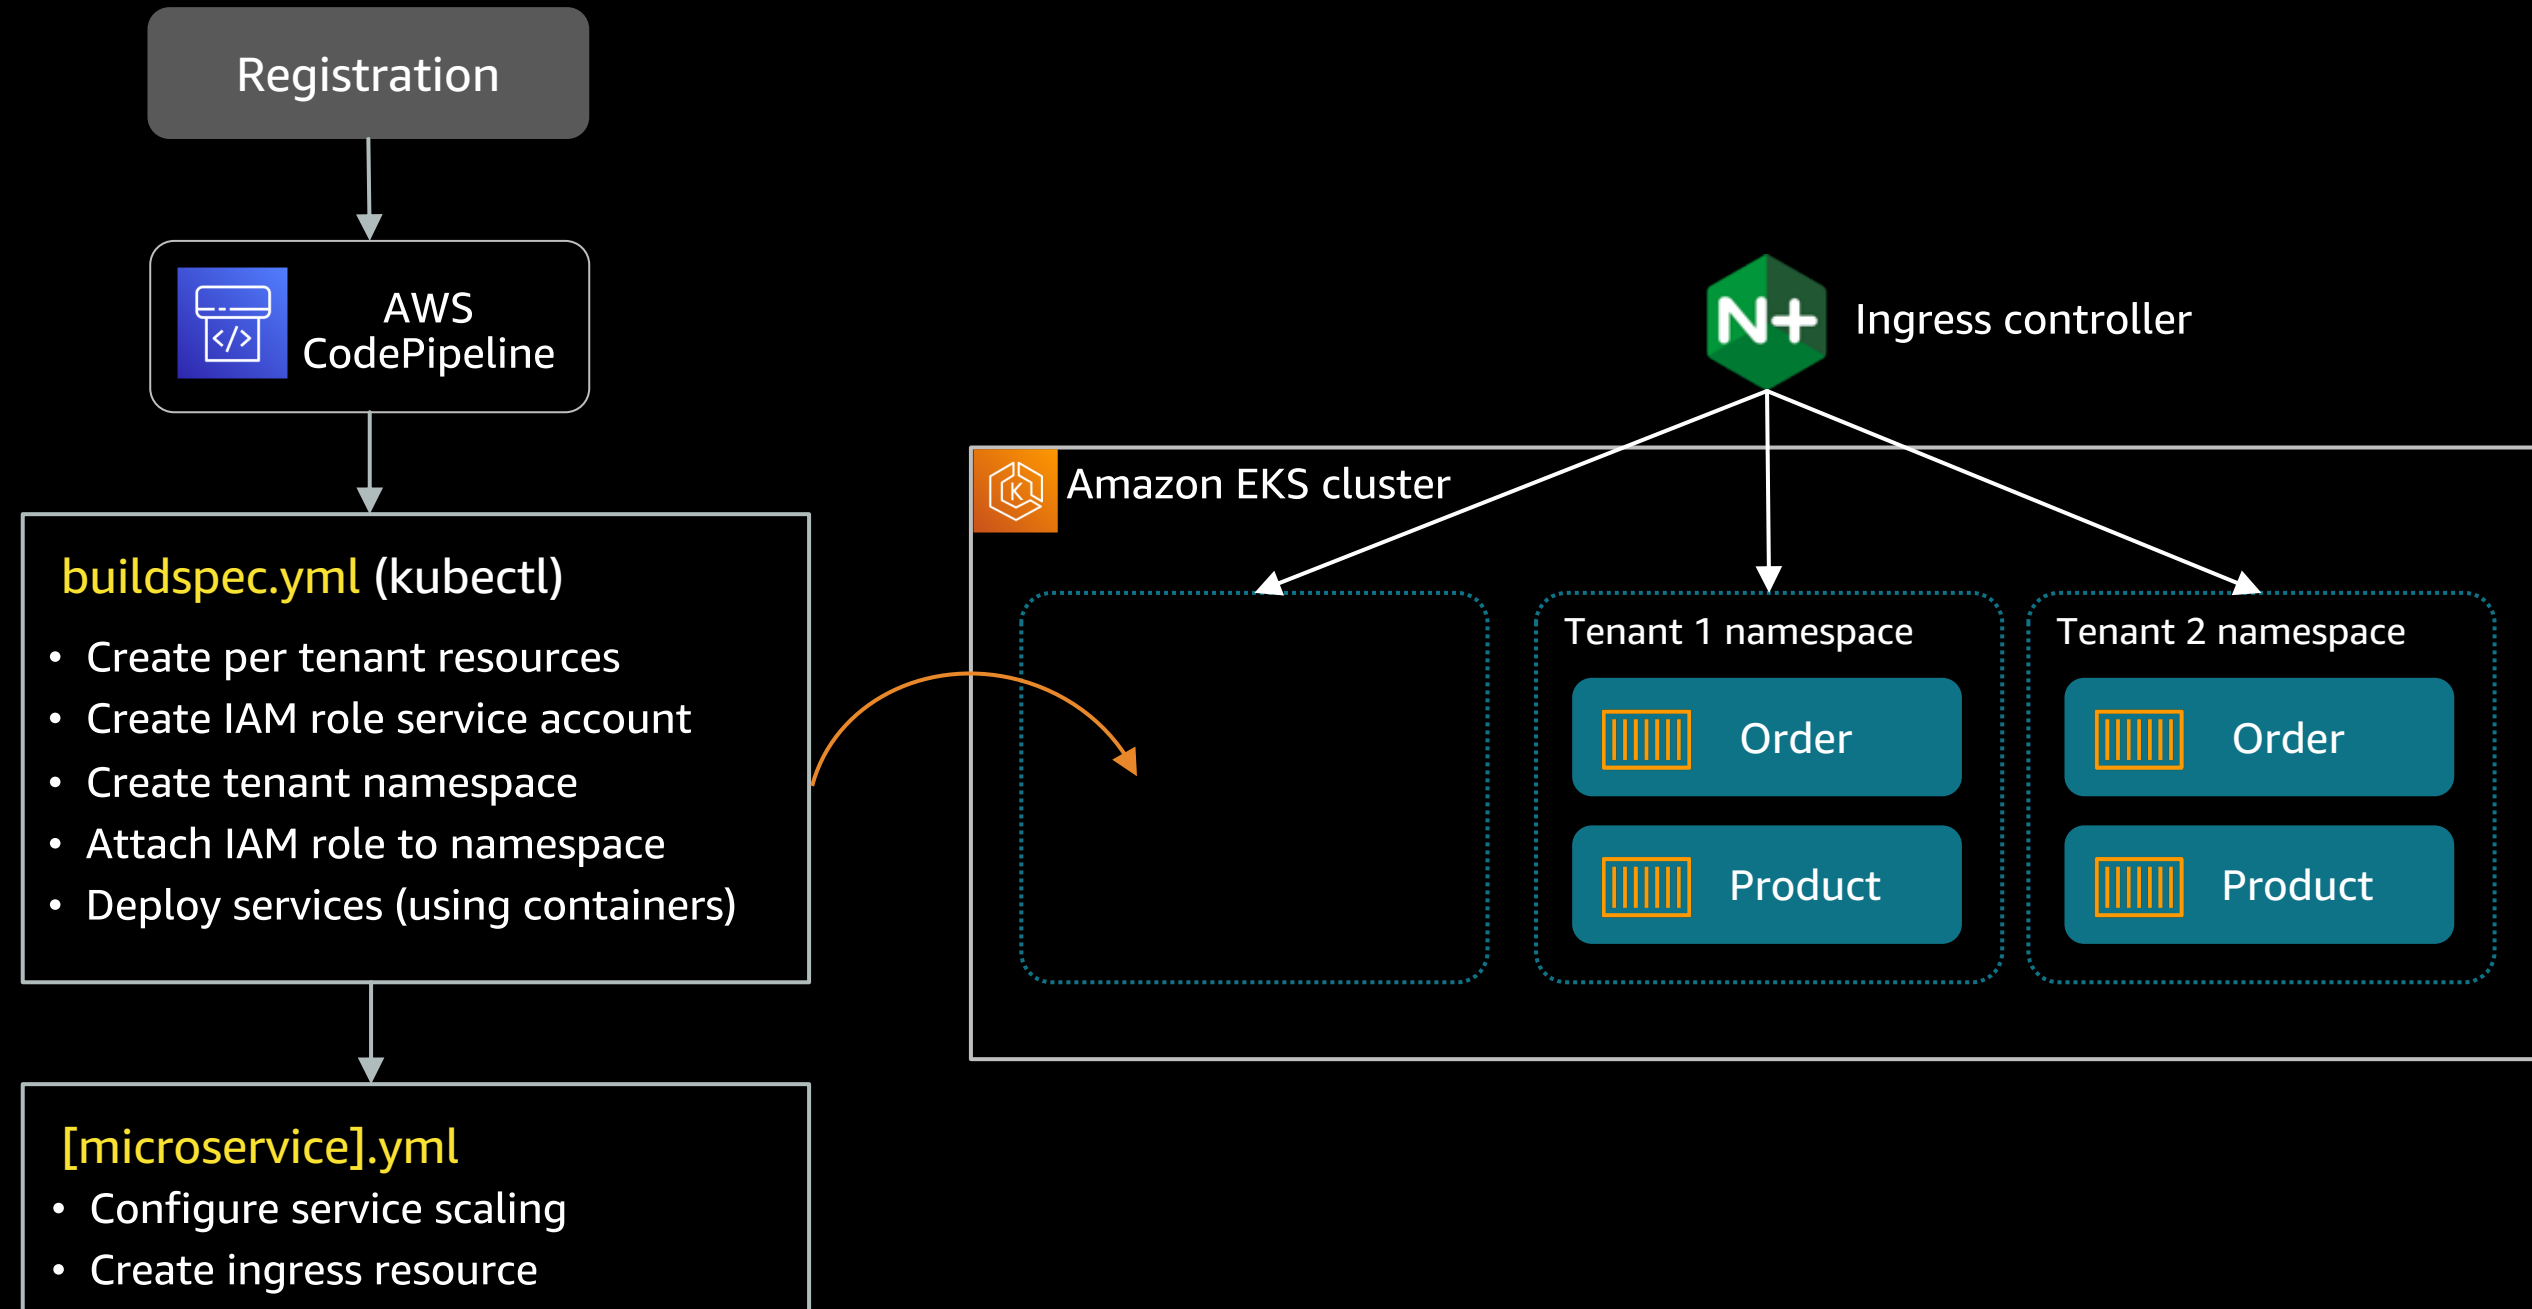 Registration
AWS
CodePipeline
buildspec.yml (kubectl)
• Create per tenant resources
• Create IAM role service account
• Create tenant namespace
• Attach IAM role to namespace
• Deploy services (using containers)
[microservice].yml
• Configure service scaling
• Create ingress resource
N+
Ingress controller
K
Amazon EKS cluster
Tenant 1 namespace
Order
Product
Tenant 2 namespace
Order
Product